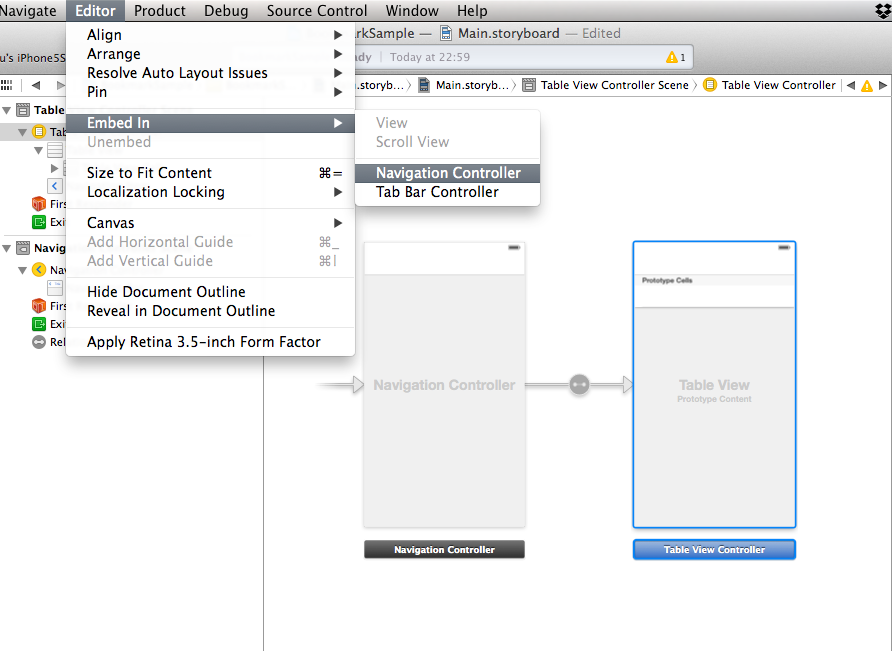 Navigate Editor Product Debug Source Control Window Help
arkSample — Main.storyboard — Edited
u's iPhone5S
ady | Today at 22:59
1
.storyb... Main.storyb... Table View Controller Scene Table View Controller
Align
Arrange
Resolve Auto Layout Issues
Pin
Embed In
Unembed
Size to Fit Content ⌘=
Localization Locking
Canvas
Add Horizontal Guide ⌘_
Add Vertical Guide ⌘|
Hide Document Outline
Reveal in Document Outline
Apply Retina 3.5-inch Form Factor
View
Scroll View
Navigation Controller
Tab Bar Controller
Table
Tab
Firs
Exi
Naviga
Nav
Firs
Exi
Rel
Navigation Controller
Navigation Controller
Prototype Cells
Table View
Prototype Content
Table View Controller